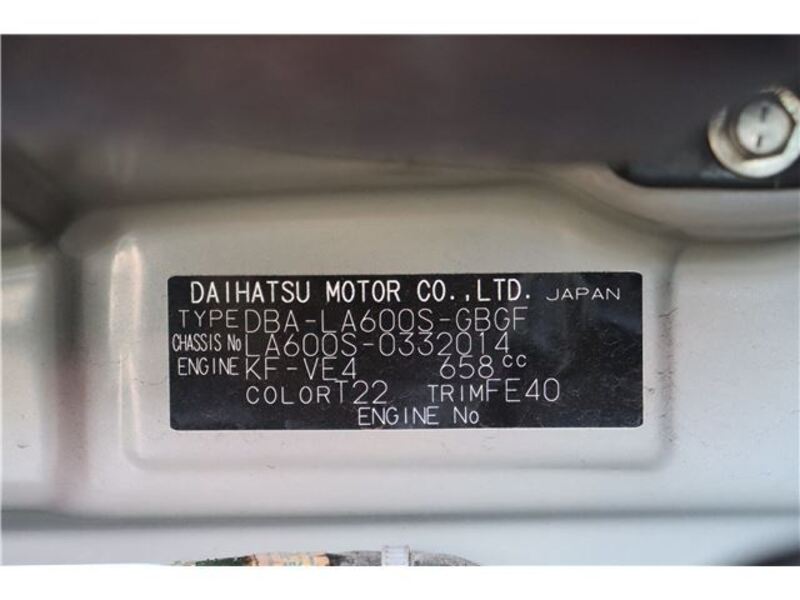 DAIHATSU MOTOR CO.,LTD. JAPAN
TYPE DBA-LA600S-GBGF
CHASSIS No LA600S-0332014
ENGINE KF-VE4 658cc
COLOR T22 TRIM FE40
ENGINE No